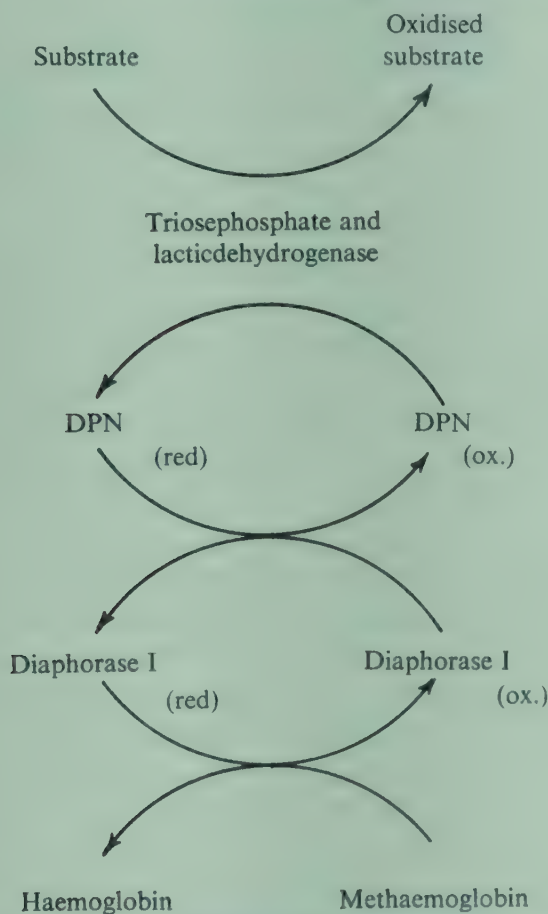 Substrate
Oxidised
substrate
Triosephosphate and
lacticdehydrogenase
DPN
(red)
DPN
(ox.)
Diaphorase I
(red)
Diaphorase I
(ox.)
Haemoglobin
Methaemoglobin